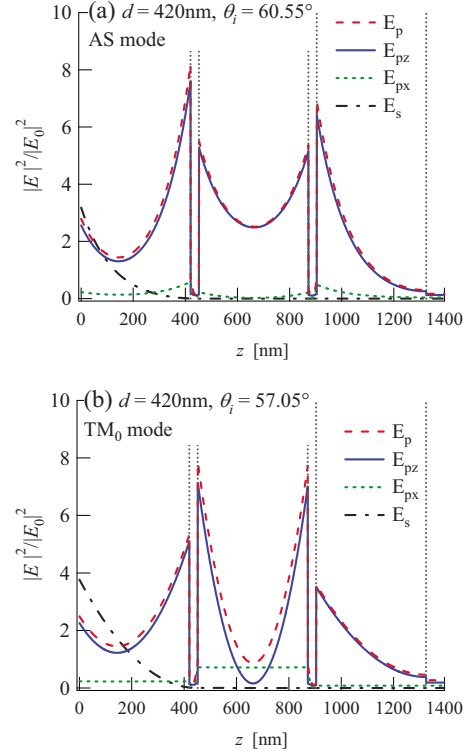 (a) d = 420nm, θi = 60.55°
AS mode
Ep
Epz
Epx
Es
|E|²/|E0|²
10
8
6
4
2
0
0 200 400 600 800 1000 1200 1400
z [nm]
(b) d = 420nm, θi = 57.05°
TM0 mode
Ep
Epz
Epx
Es
|E|²/|E0|²
10
8
6
4
2
0
0 200 400 600 800 1000 1200 1400
z [nm]